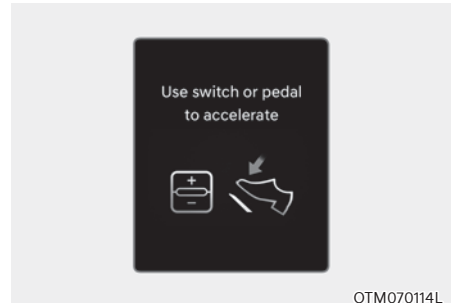 Use switch or pedal
to accelerate
+
−
OTM070114L